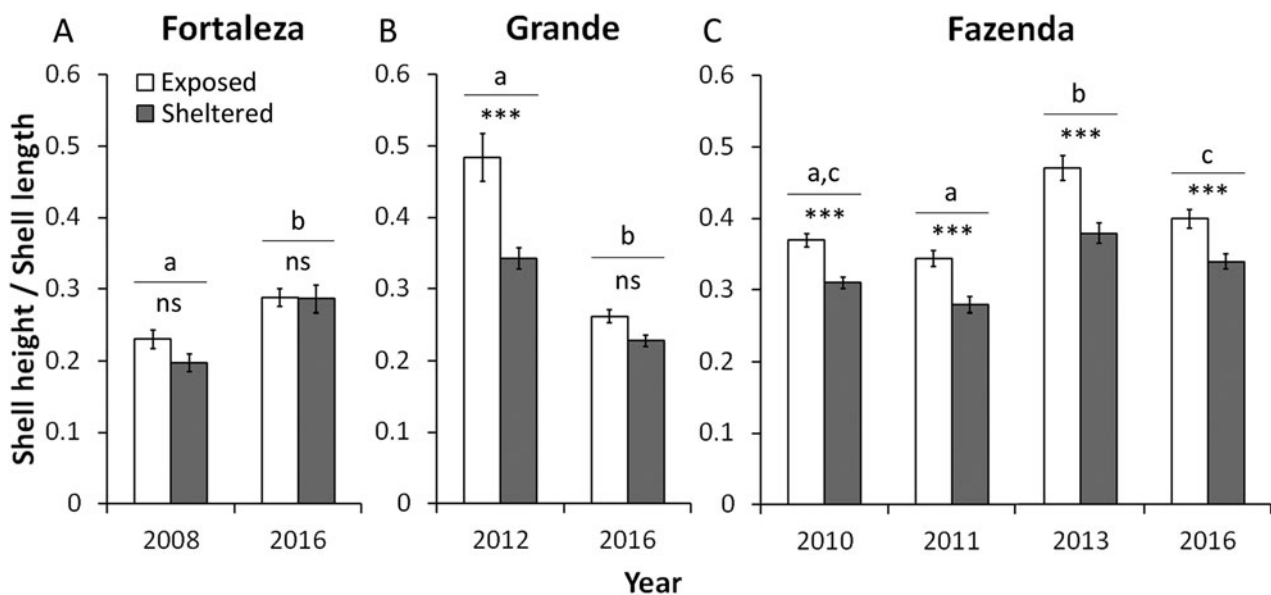 A Fortaleza B Grande C Fazenda
Shell height / Shell length
0.6
0.5
0.4
0.3
0.2
0.1
0
Exposed
Sheltered
a
ns
b
ns
2008 2016
0.6
0.5
0.4
0.3
0.2
0.1
0
a
***
b
ns
2012 2016
0.6
0.5
0.4
0.3
0.2
0.1
0
a,c
***
a
***
b
***
c
***
2010 2011 2013 2016
Year